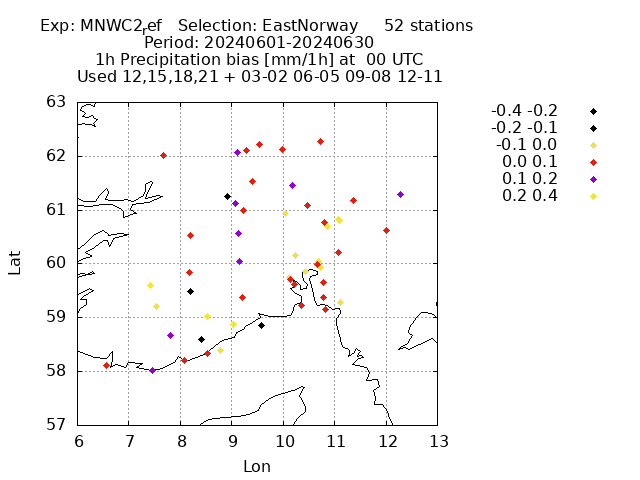 Exp: MNWC2ref   Selection: EastNorway     52 stations
Period: 20240601-20240630
1h Precipitation bias [mm/1h] at  00 UTC
Used 12,15,18,21 + 03-02 06-05 09-08 12-11
63
62
61
60
59
58
57
Lat
6 7 8 9 10 11 12 13
Lon
-0.4 -0.2
-0.2 -0.1
-0.1 0.0
0.0 0.1
0.1 0.2
0.2 0.4